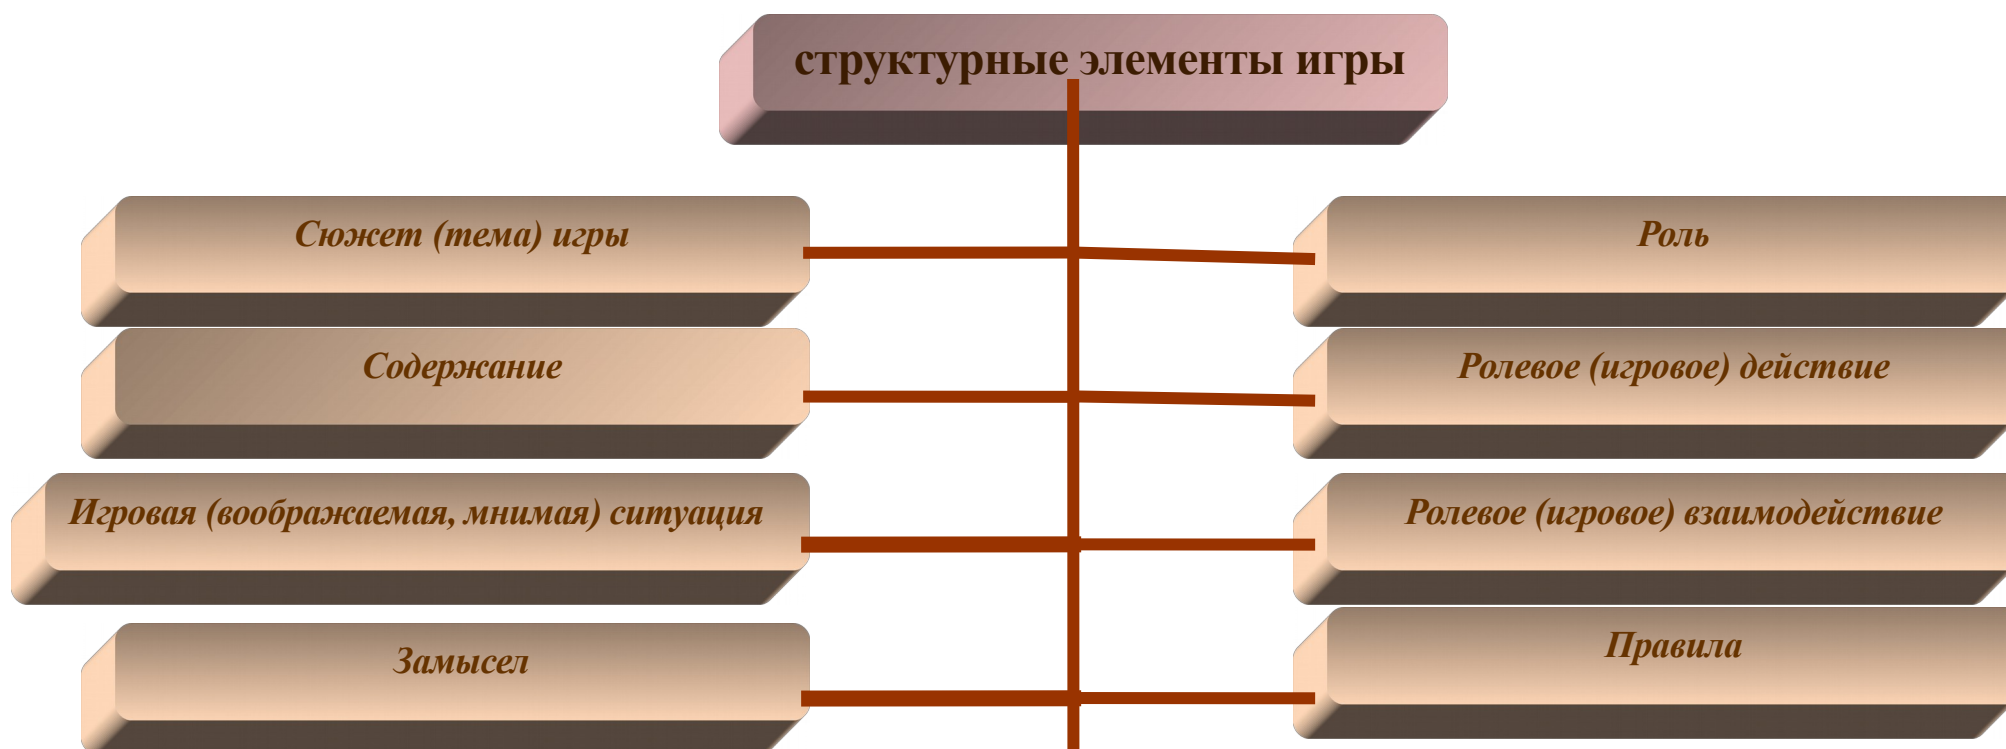 структурные элементы игры
Сюжет (тема) игры
Роль
Содержание
Ролевое (игровое) действие
Игровая (воображаемая, мнимая) ситуация
Ролевое (игровое) взаимодействие
Замысел
Правила